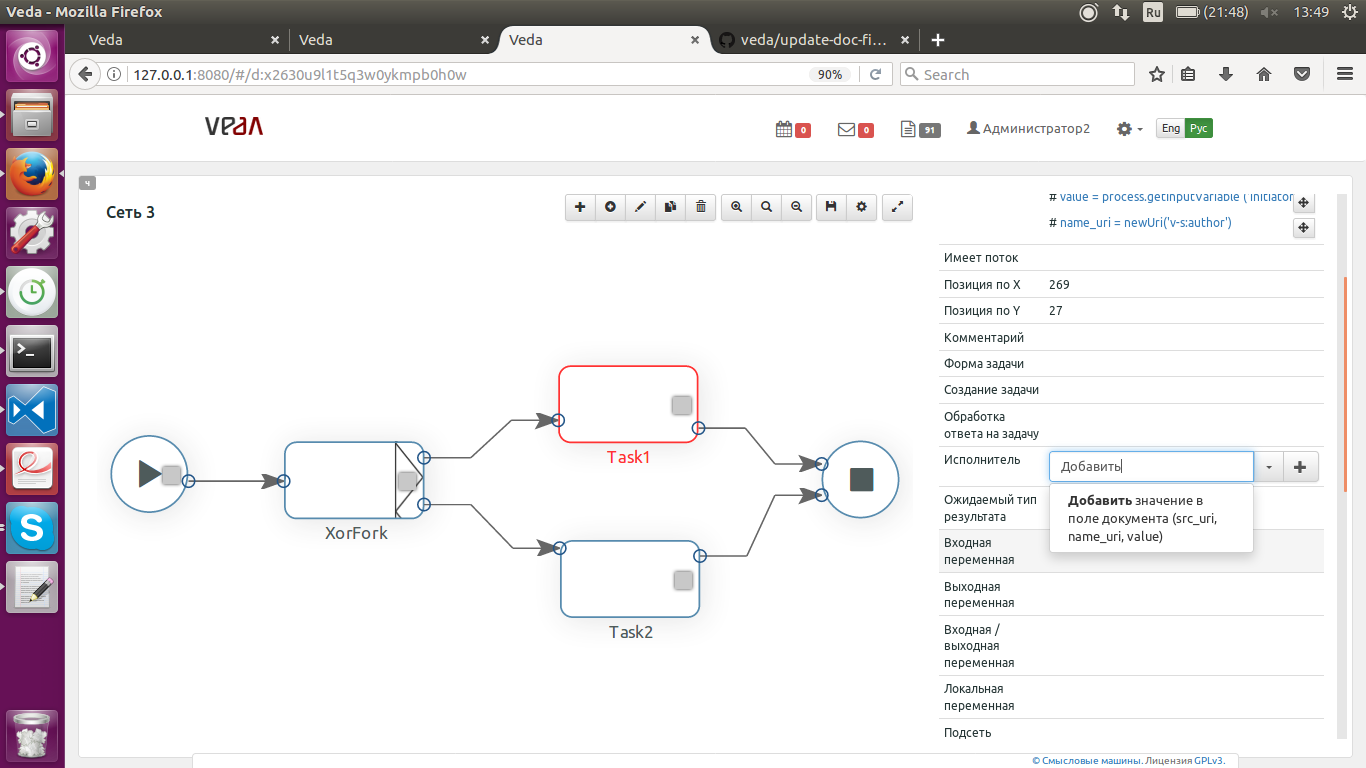 Veda - Mozilla Firefox
Ru
(21:48)
13:49
Veda
Veda
Veda
veda/update-doc-fi...
127.0.0.1:8080/#/d:x2630u9l1t5q3w0ykmpb0h0w
90%
Search
veda
0
0
91
Администратор2
Eng
Рус
ч
Сеть 3
# value = process.getInputVariable ('initiator
# name_uri = newUri('v-s:author')
Имеет поток
Позиция по X
269
Позиция по Y
27
Комментарий
Форма задачи
Создание задачи
Обработка
ответа на задачу
Исполнитель
Добавить
Добавить значение в
поле документа (src_uri,
name_uri, value)
Ожидаемый тип
результата
Входная
переменная
Выходная
переменная
Входная /
выходная
переменная
Локальная
переменная
Подсеть
Task1
XorFork
Task2
© Смысловые машины. Лицензия GPLv3.